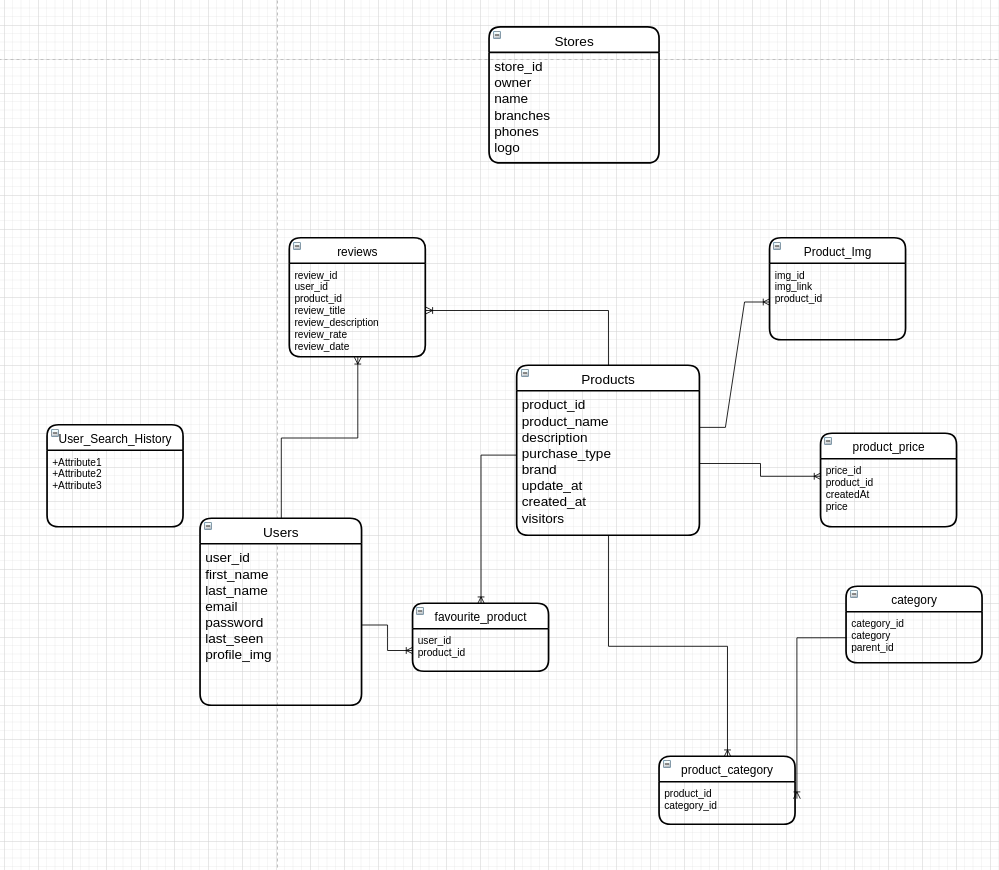 Stores
store_id
owner
name
branches
phones
logo
reviews
review_id
user_id
product_id
review_title
review_description
review_rate
review_date
Product_Img
img_id
img_link
product_id
Products
product_id
product_name
description
purchase_type
brand
update_at
created_at
visitors
User_Search_History
+Attribute1
+Attribute2
+Attribute3
product_price
price_id
product_id
createdAt
price
Users
user_id
first_name
last_name
email
password
last_seen
profile_img
favourite_product
user_id
product_id
category
category_id
category
parent_id
product_category
product_id
category_id